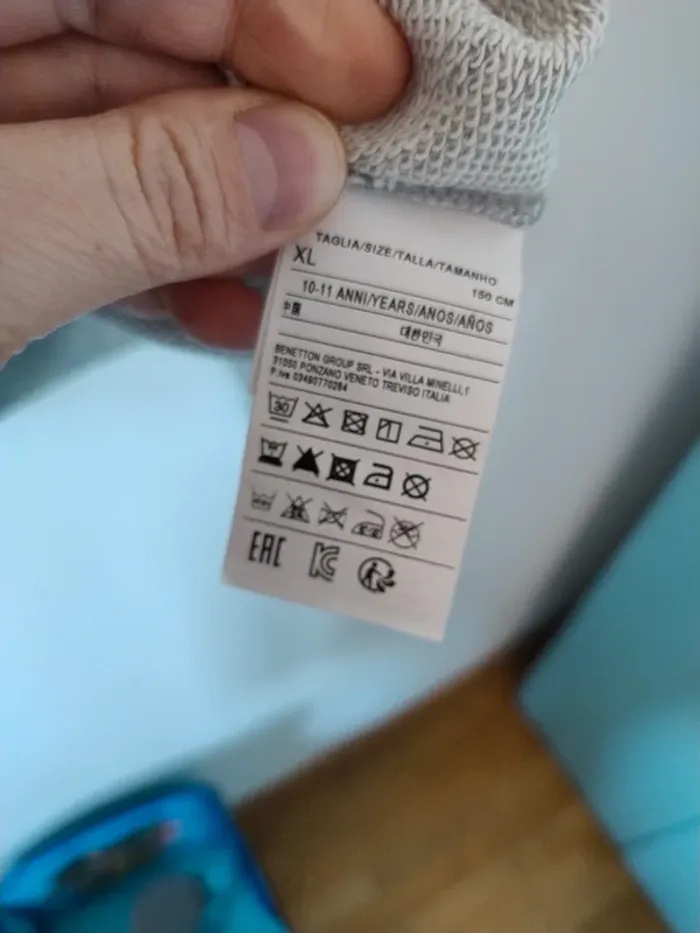 TAGLIA/SIZE/TALLA/TAMANHO
XL
150 CM
10-11 ANNI/YEARS/ANOS/AÑOS
中国 대한민국
BENETTON GROUP SRL - VIA VILLA MINELLI,1
31050 PONZANO VENETO TREVISO ITALIA
P.iva 03490770264
30
EAC